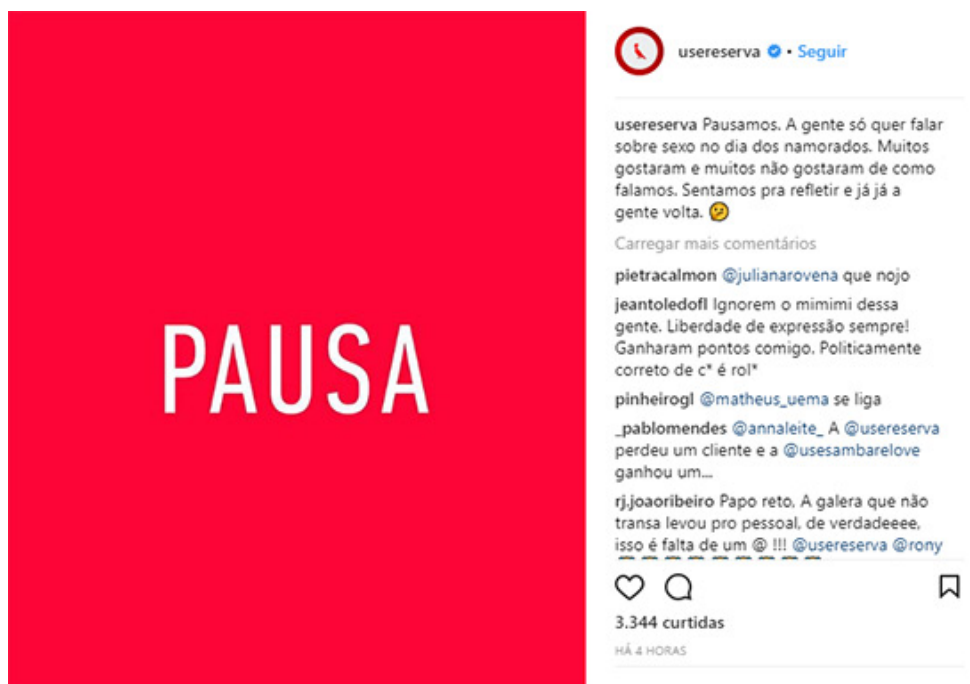 PAUSA
usereserva • Seguir
usereserva Pausamos. A gente só quer falar
sobre sexo no dia dos namorados. Muitos
gostaram e muitos não gostaram de como
falamos. Sentamos pra refletir e já já a
gente volta. 🤔
Carregar mais comentários
pietracalmon @julianarovena que nojo
jeantoledofl Ignorem o mimimi dessa
gente. Liberdade de expressão sempre!
Ganharam pontos comigo. Politicamente
correto de c* é rol*
pinheirogl @matheus_uema se liga
_pablomendes @annaleite_ A @usereserva
perdeu um cliente e a @usesambarelove
ganhou um...
rj.joaoribeiro Papo reto. A galera que não
transa levou pro pessoal, de verdadeeee,
isso é falta de um @ !!! @usereserva @rony
3.344 curtidas
HÁ 4 HORAS